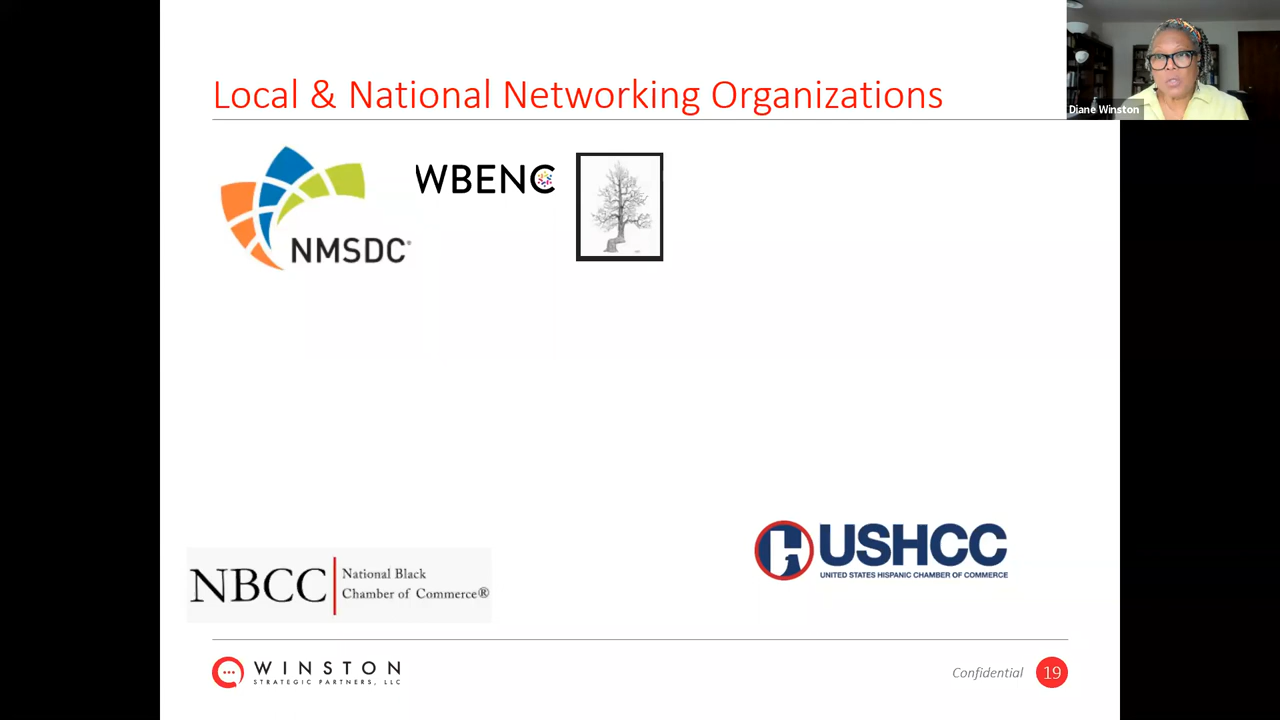 Local & National Networking Organizations
Diane Winston
WBENC
NMSDC®
USHCC
UNITED STATES HISPANIC CHAMBER OF COMMERCE
NBCC
National Black
Chamber of Commerce®
WINSTON
STRATEGIC PARTNERS, LLC
Confidential
19